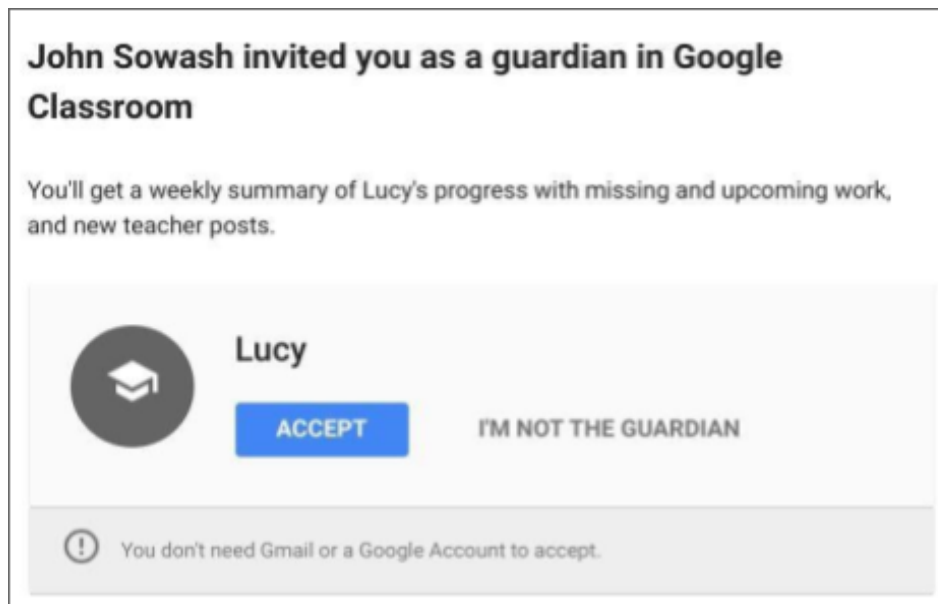 John Sowash invited you as a guardian in Google
Classroom
You'll get a weekly summary of Lucy's progress with missing and upcoming work,
and new teacher posts.
Lucy
ACCEPT
I'M NOT THE GUARDIAN
You don't need Gmail or a Google Account to accept.